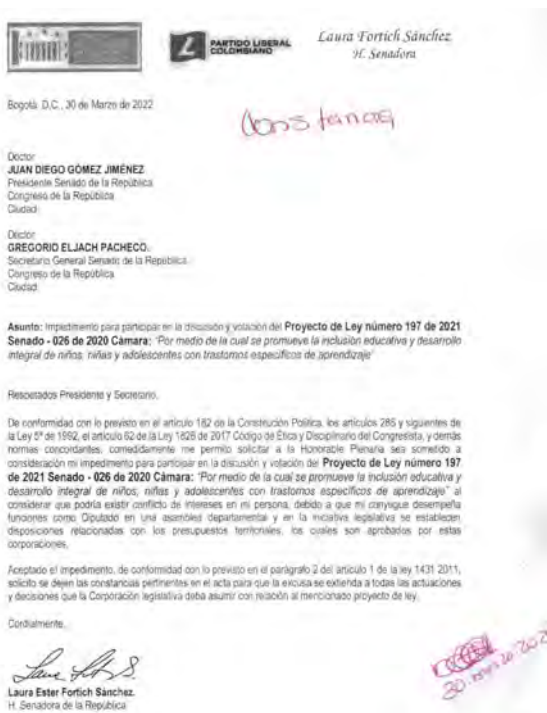 PARTIDO LIBERAL
COLOMBIANO
Laura Fortich Sánchez
H. Senadora
Bogotá. D.C., 30 de Marzo de 2022
Constancia
Doctor
JUAN DIEGO GÓMEZ JIMÉNEZ
Presidente Senado de la República
Congreso de la República
Ciudad
Doctor
GREGORIO ELJACH PACHECO.
Secretario General Senado de la República.
Congreso de la República
Ciudad.
Asunto: Impedimento para participar en la discusión y votación del Proyecto de Ley número 197 de 2021
Senado - 026 de 2020 Cámara: "Por medio de la cual se promueve la inclusión educativa y desarrollo
integral de niños, niñas y adolescentes con trastornos específicos de aprendizaje"
Respetados Presidente y Secretario,
De conformidad con lo previsto en el artículo 182 de la Constitución Política, los artículos 286 y siguientes de
la Ley 5ª de 1992, el artículo 62 de la Ley 1828 de 2017 Código de Ética y Disciplinario del Congresista, y demás
normas concordantes, comedidamente me permito solicitar a la Honorable Plenaria sea sometido a
consideración mi impedimento para participar en la discusión y votación del Proyecto de Ley número 197
de 2021 Senado - 026 de 2020 Cámara: "Por medio de la cual se promueve la inclusión educativa y
desarrollo integral de niños, niñas y adolescentes con trastornos específicos de aprendizaje" al
considerar que podría existir conflicto de intereses en mi persona, debido a que mi conyugue desempeña
funciones como Diputado en una asamblea departamental y en la iniciativa legislativa se establecen
disposiciones relacionadas con los presupuestos territoriales, los cuales son aprobados por estas
corporaciones.
Aceptado el impedimento, de conformidad con lo previsto en el parágrafo 2 del artículo 1 de la ley 1431 2011,
solicito se dejen las constancias pertinentes en el acta para que la excusa se extienda a todas las actuaciones
y decisiones que la Corporación legislativa deba asumir con relación al mencionado proyecto de ley.
Cordialmente,
Laura Ester Fortich Sánchez.
H. Senadora de la República
30